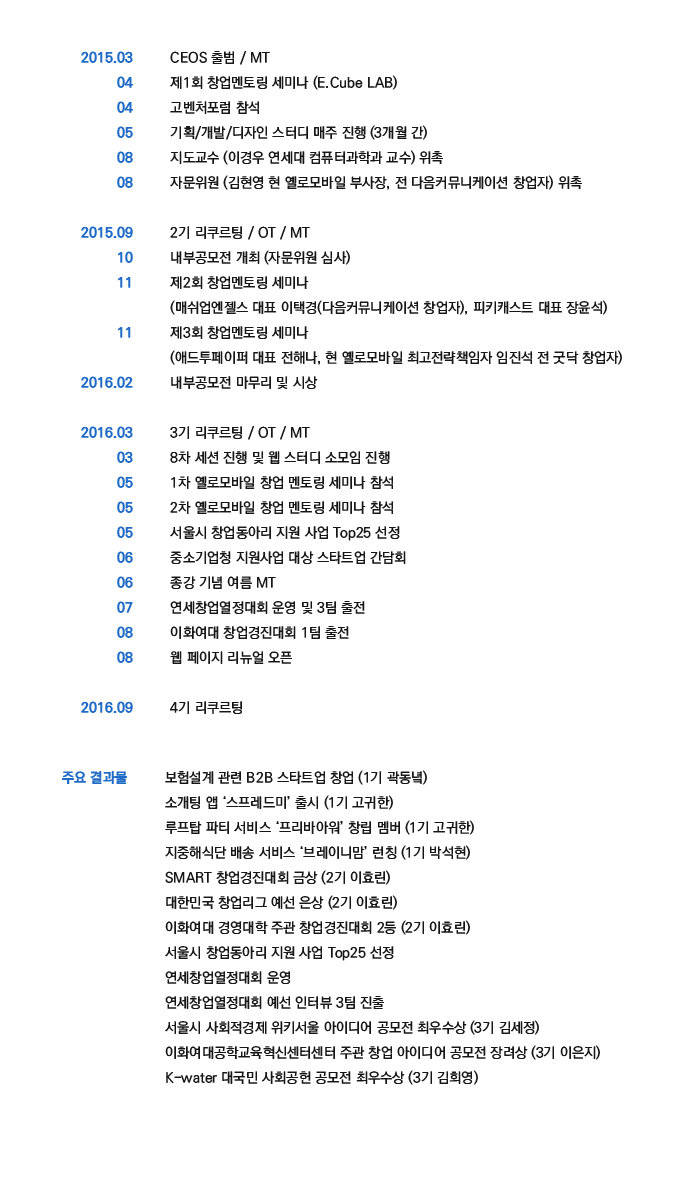 2015.03 CEOS 출범 / MT
04 제1회 창업멘토링 세미나 (E.Cube LAB)
04 고벤처포럼 참석
05 기획/개발/디자인 스터디 매주 진행 (3개월 간)
08 지도교수 (이경우 연세대 컴퓨터과학과 교수) 위촉
08 자문위원 (김현영 현 옐로모바일 부사장, 전 다음커뮤니케이션 창업자) 위촉
2015.09 2기 리쿠르팅 / OT / MT
10 내부공모전 개최 (자문위원 심사)
11 제2회 창업멘토링 세미나
(매쉬업엔젤스 대표 이택경(다음커뮤니케이션 창업자), 피키캐스트 대표 장윤석)
11 제3회 창업멘토링 세미나
(애드투페이퍼 대표 전해나, 현 옐로모바일 최고전략책임자 임진석 전 굿닥 창업자)
2016.02 내부공모전 마무리 및 시상
2016.03 3기 리쿠르팅 / OT / MT
03 8차 세션 진행 및 웹 스터디 소모임 진행
05 1차 옐로모바일 창업 멘토링 세미나 참석
05 2차 옐로모바일 창업 멘토링 세미나 참석
05 서울시 창업동아리 지원 사업 Top25 선정
06 중소기업청 지원사업 대상 스타트업 간담회
06 종강 기념 여름 MT
07 연세창업열정대회 운영 및 3팀 출전
08 이화여대 창업경진대회 1팀 출전
08 웹 페이지 리뉴얼 오픈
2016.09 4기 리쿠르팅
주요 결과물 보험설계 관련 B2B 스타트업 창업 (1기 곽동녘)
소개팅 앱 ‘스프레드미’ 출시 (1기 고귀한)
루프탑 파티 서비스 ‘프리바아워’ 창립 멤버 (1기 고귀한)
지중해식단 배송 서비스 ‘브레이니맘’ 런칭 (1기 박석현)
SMART 창업경진대회 금상 (2기 이효린)
대한민국 창업리그 예선 은상 (2기 이효린)
이화여대 경영대학 주관 창업경진대회 2등 (2기 이효린)
서울시 창업동아리 지원 사업 Top25 선정
연세창업열정대회 운영
연세창업열정대회 예선 인터뷰 3팀 진출
서울시 사회적경제 위키서울 아이디어 공모전 최우수상 (3기 김세정)
이화여대공학교육혁신센터센터 주관 창업 아이디어 공모전 장려상 (3기 이은지)
K-water 대국민 사회공헌 공모전 최우수상 (3기 김희영)